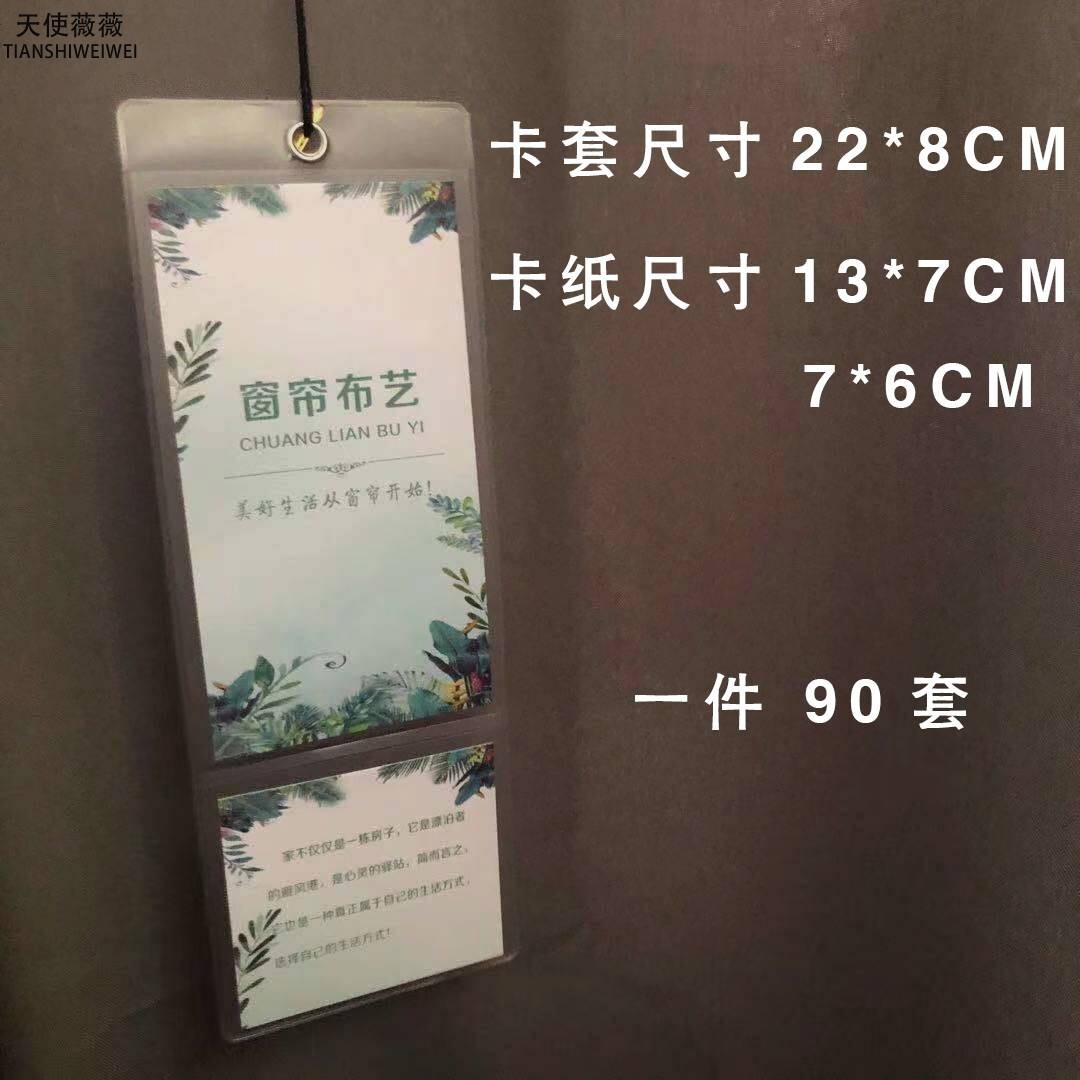 天使薇薇
TIANSHIWEIWEI
卡套尺寸 22*8CM
卡纸尺寸 13*7CM
7*6CM
窗帘布艺
CHUANG LIAN BU YI
美好生活从窗帘开始!
一件 90 套
家不仅仅是一栋房子，它是漂泊者
的避风港，是心灵的驿站，简而言之，
它也是一种真正属于自己的生活方式，
选择自己的生活方式!